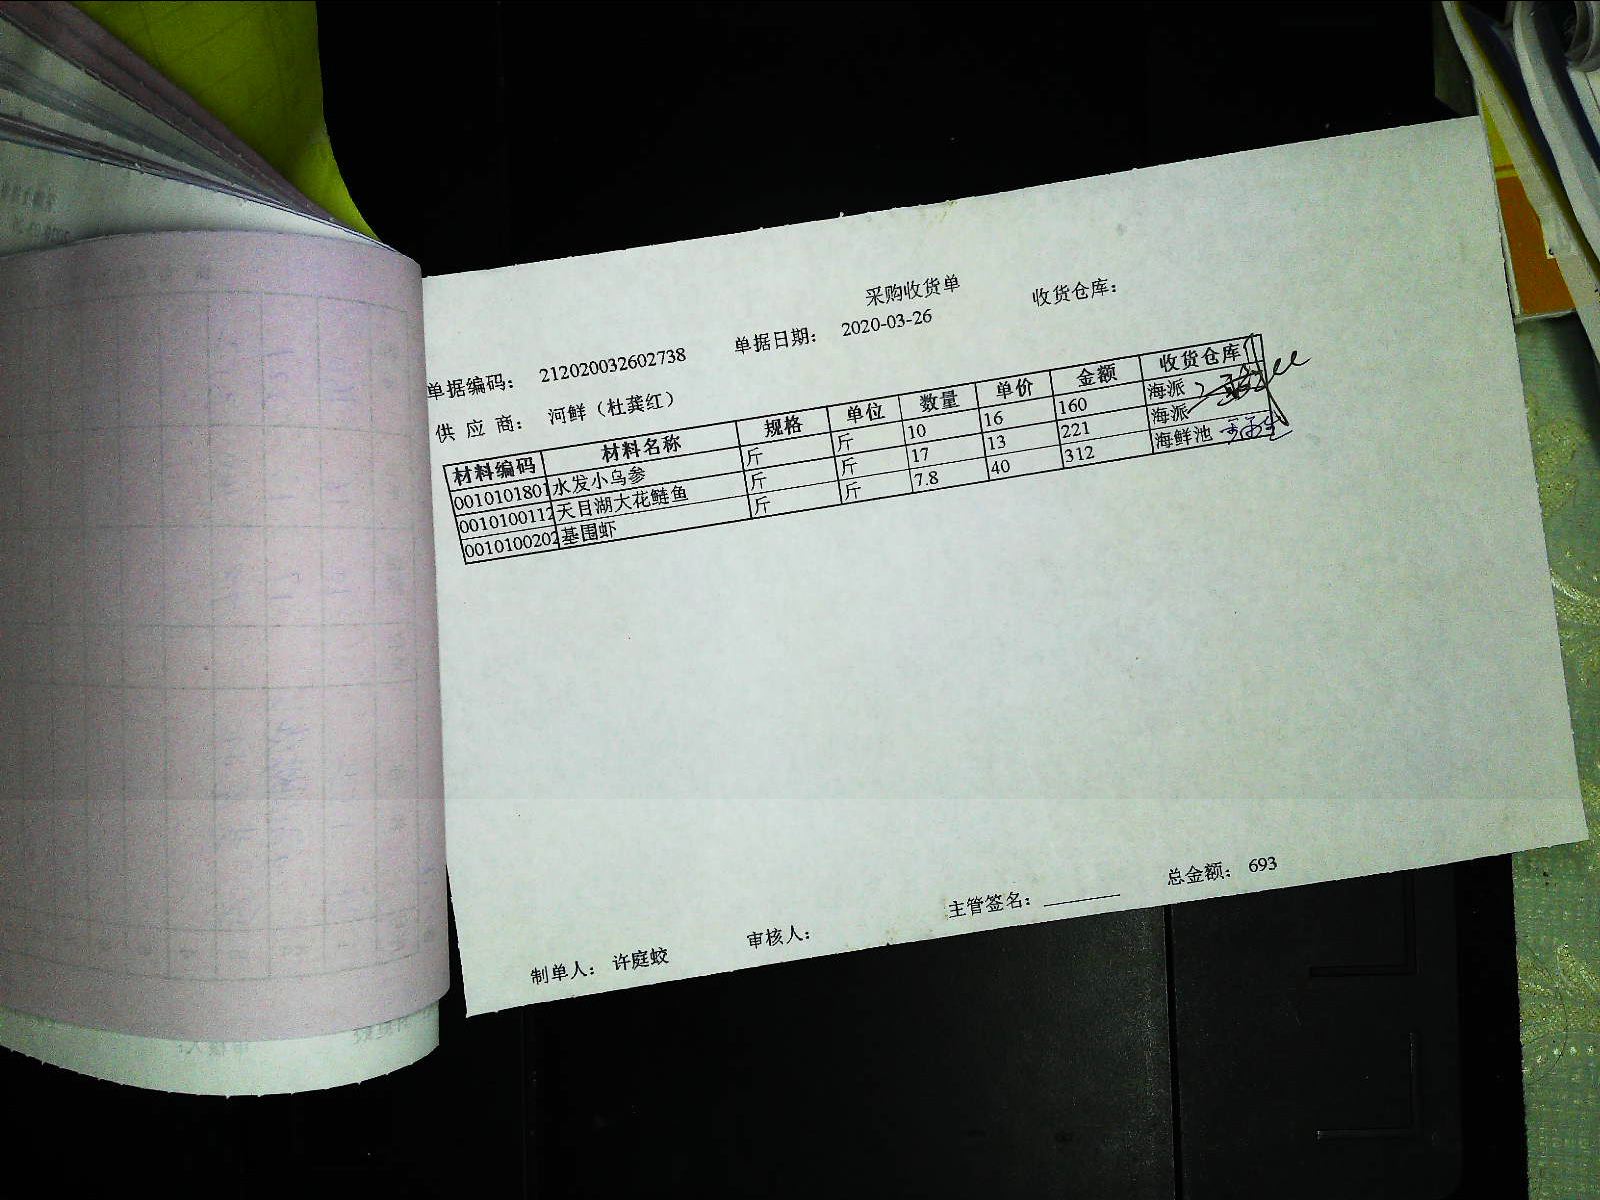 采购收货单
单据编码： 212020032602738 单据日期： 2020-03-26 收货仓库：
供 应 商： 河鲜（杜龚红）
材料编码 材料名称 规格 单位 数量 单价 金额 收货仓库
0010101801 水发小乌参 斤 斤 10 16 160 海派
0010100112 天目湖大花鲢鱼 斤 斤 17 13 221 海派
0010100202 基围虾 斤 斤 7.8 40 312 海鲜池
制单人： 许庭蛟 审核人： 主管签名： 总金额： 693